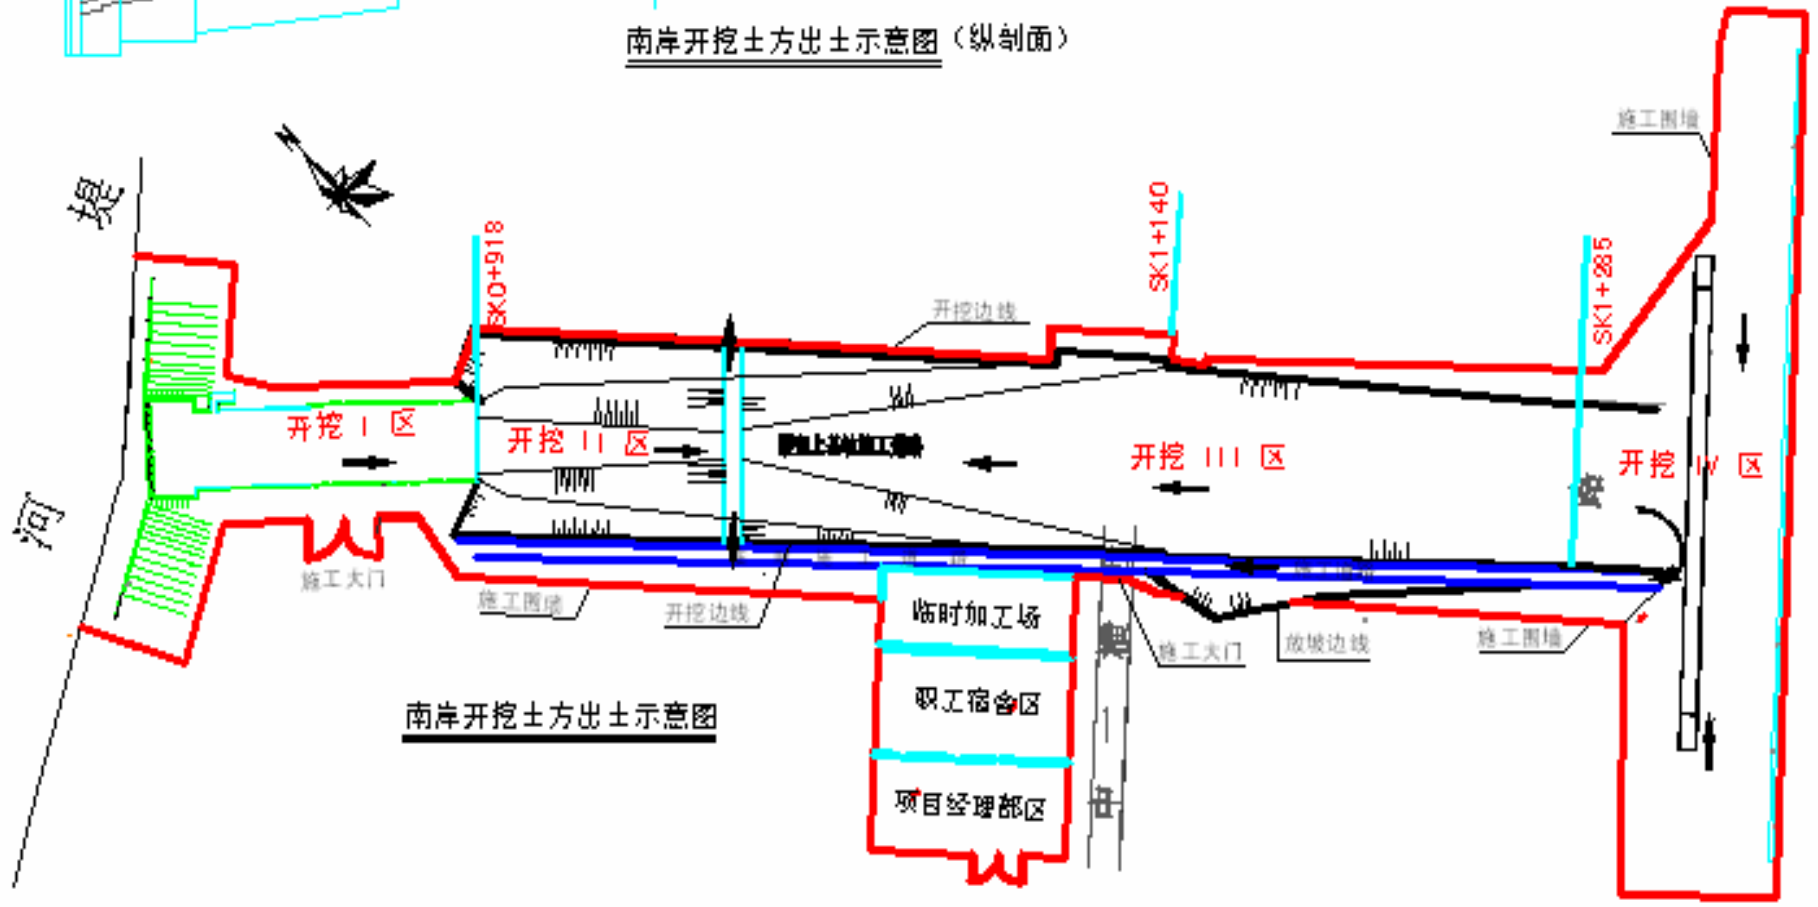 南岸开挖土方出土示意图（纵剖面）
施工围墙
堤
河
SK0+918
SK1+140
SK1+285
开挖边线
开挖 I 区
开挖 II 区
开挖 III 区
开挖 IV 区
路
施工大门
施工围墙
开挖边线
临时加工场
职工宿舍区
项目经理部区
施工大门
放坡边线
施工围墙
中一
南岸开挖土方出土示意图